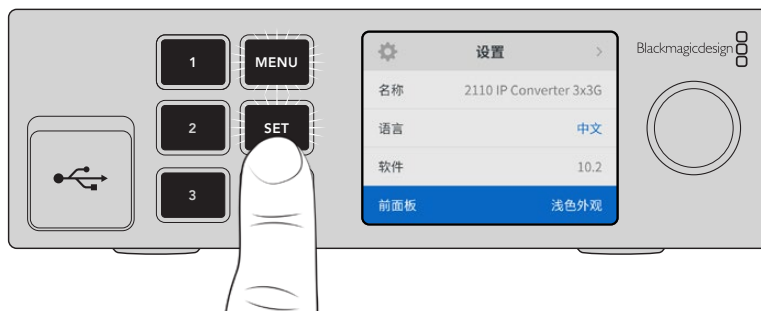 1
MENU
2
SET
3
设置
名称 2110 IP Converter 3x3G
语言 中文
软件 10.2
前面板 浅色外观
Blackmagicdesign